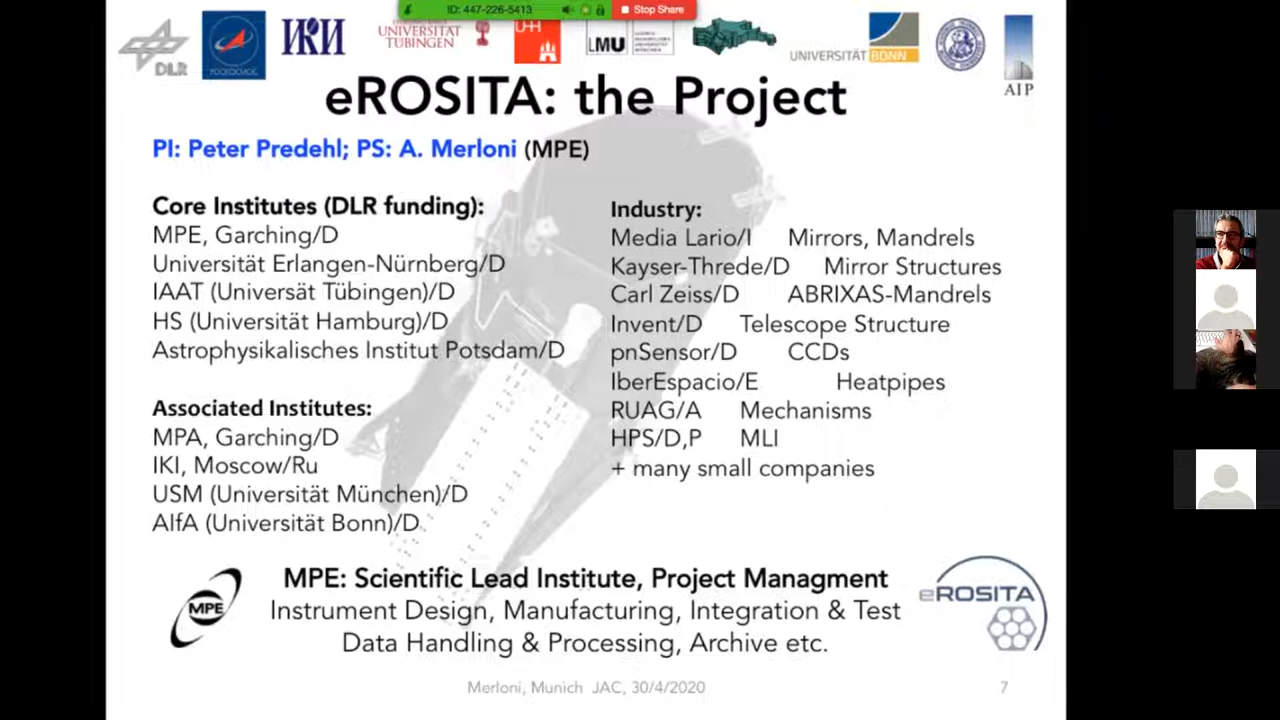 ID: 447-226-5413
Stop Share
DLR
РОСКОСМОС
ИКИ
UNIVERSITÄT
TÜBINGEN
LMU
UNIVERSITÄT BONN
AIP
eROSITA: the Project
PI: Peter Predehl; PS: A. Merloni (MPE)
Core Institutes (DLR funding):
MPE, Garching/D
Universität Erlangen-Nürnberg/D
IAAT (Universät Tübingen)/D
HS (Universität Hamburg)/D
Astrophysikalisches Institut Potsdam/D
Associated Institutes:
MPA, Garching/D
IKI, Moscow/Ru
USM (Universität München)/D
AIfA (Universität Bonn)/D
Industry:
Media Lario/I Mirrors, Mandrels
Kayser-Threde/D Mirror Structures
Carl Zeiss/D ABRIXAS-Mandrels
Invent/D Telescope Structure
pnSensor/D CCDs
IberEspacio/E Heatpipes
RUAG/A Mechanisms
HPS/D,P MLI
+ many small companies
MPE
MPE: Scientific Lead Institute, Project Managment
Instrument Design, Manufacturing, Integration & Test
Data Handling & Processing, Archive etc.
eROSITA
Merloni, Munich JAC, 30/4/2020
7